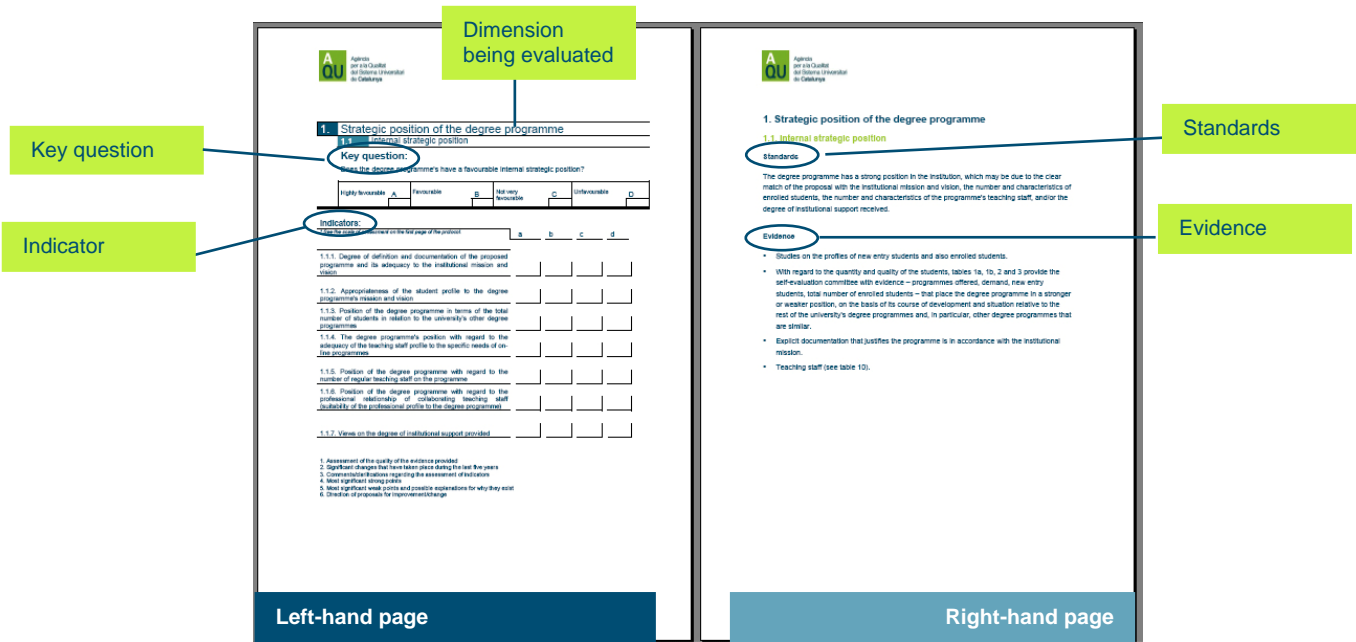 Dimension
being evaluated
Key question
Indicator
A
QU
Agència
per a la Qualitat
del Sistema Universitari
de Catalunya
1. Strategic position of the degree programme
1.1. Internal strategic position
Key question:
Does the degree programme's have a favourable internal strategic position?
Highly favourable A Favourable B Not very favourable C Unfavourable D
Indicators:
* See the scale of assessment on the first page of the protocol.
a b c d
1.1.1. Degree of definition and documentation of the proposed
programme and its adequacy to the institutional mission and
vision
1.1.2. Appropriateness of the student profile to the degree
programme's mission and vision
1.1.3. Position of the degree programme in terms of the total
number of students in relation to the university's other degree
programmes
1.1.4. The degree programme's position with regard to the
adequacy of the teaching staff profile to the specific needs of on-
line programmes
1.1.5. Position of the degree programme with regard to the
number of regular teaching staff on the programme
1.1.6. Position of the degree programme with regard to the
professional relationship of collaborating teaching staff
(suitability of the professional profile to the degree programme)
1.1.7. Views on the degree of institutional support provided
1. Assessment of the quality of the evidence provided
2. Significant changes that have taken place during the last five years
3. Comments/clarifications regarding the assessment of indicators
4. Most significant strong points
5. Most significant weak points and possible explanations for why they exist
6. Direction of proposals for improvement/change
Left-hand page
A
QU
Agència
per a la Qualitat
del Sistema Universitari
de Catalunya
1. Strategic position of the degree programme
1.1. Internal strategic position
Standards
The degree programme has a strong position in the institution, which may be due to the clear
match of the proposal with the institutional mission and vision, the number and characteristics of
enrolled students, the number and characteristics of the programme's teaching staff, and/or the
degree of institutional support received.
Evidence
• Studies on the profiles of new entry students and also enrolled students.
• With regard to the quantity and quality of the students, tables 1a, 1b, 2 and 3 provide the
self-evaluation committee with evidence – programmes offered, demand, new entry
students, total number of enrolled students – that place the degree programme in a stronger
or weaker position, on the basis of its course of development and situation relative to the
rest of the university's degree programmes and, in particular, other degree programmes that
are similar.
• Explicit documentation that justifies the programme is in accordance with the institutional
mission.
• Teaching staff (see table 10).
Right-hand page
Standards
Evidence